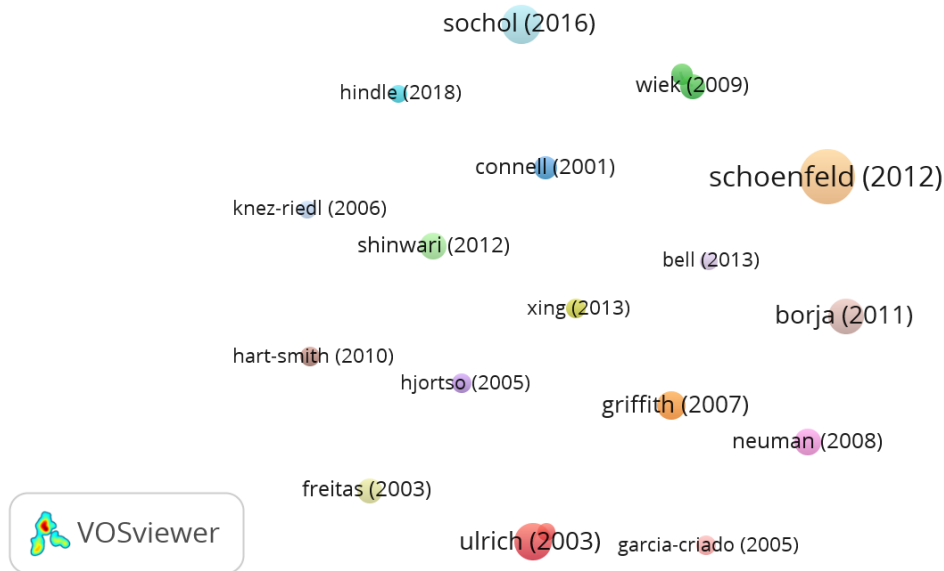 sochol (2016)
wiek (2009)
hindle (2018)
connell (2001)
schoenfeld (2012)
knez-riedl (2006)
shinwari (2012)
bell (2013)
xing (2013)
borja (2011)
hart-smith (2010)
hjortso (2005)
griffith (2007)
neuman (2008)
freitas (2003)
VOSviewer
ulrich (2003)
garcia-criado (2005)